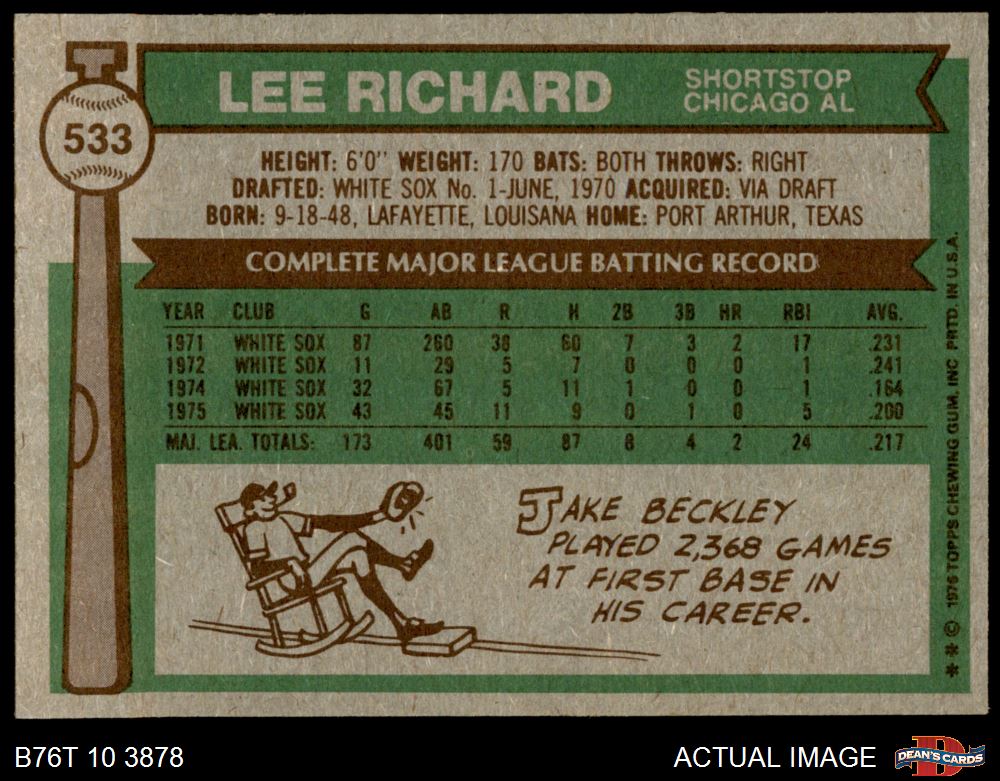 533
LEE RICHARD
SHORTSTOP
CHICAGO AL
HEIGHT: 6'0" WEIGHT: 170 BATS: BOTH THROWS: RIGHT
DRAFTED: WHITE SOX No. 1-JUNE, 1970 ACQUIRED: VIA DRAFT
BORN: 9-18-48, LAFAYETTE, LOUISANA HOME: PORT ARTHUR, TEXAS
COMPLETE MAJOR LEAGUE BATTING RECORD
YEAR CLUB G AB R H 2B 3B HR RBI AVG.
1971 WHITE SOX 87 260 38 60 7 3 2 17 .231
1972 WHITE SOX 11 29 5 7 0 0 0 1 .241
1974 WHITE SOX 32 67 5 11 1 0 0 1 .164
1975 WHITE SOX 43 45 11 9 0 1 0 5 .200
MAJ. LEA. TOTALS: 173 401 59 87 8 4 2 24 .217
JAKE BECKLEY
PLAYED 2,368 GAMES
AT FIRST BASE IN
HIS CAREER.
** © 1976 TOPPS CHEWING GUM, INC PRTD. IN U.S.A.
B76T 10 3878
ACTUAL IMAGE
D
DEAN'S CARDS